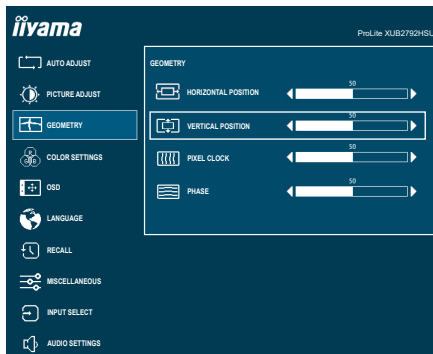 iiyama
ProLite XUB2792HSU
AUTO ADJUST
PICTURE ADJUST
GEOMETRY
COLOR SETTINGS
OSD
LANGUAGE
RECALL
MISCELLANEOUS
INPUT SELECT
AUDIO SETTINGS
GEOMETRY
50
HORIZONTAL POSITION
50
VERTICAL POSITION
50
PIXEL CLOCK
50
PHASE